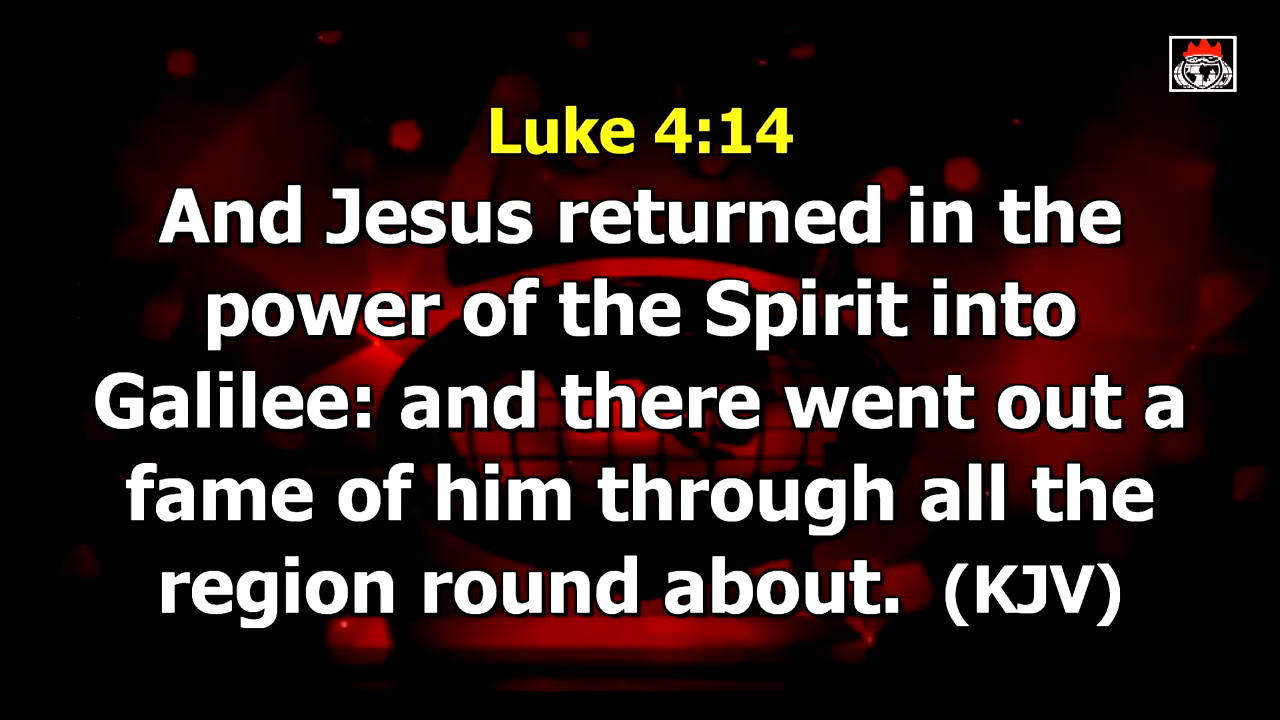 Luke 4:14
And Jesus returned in the
power of the Spirit into
Galilee: and there went out a
fame of him through all the
region round about. (KJV)